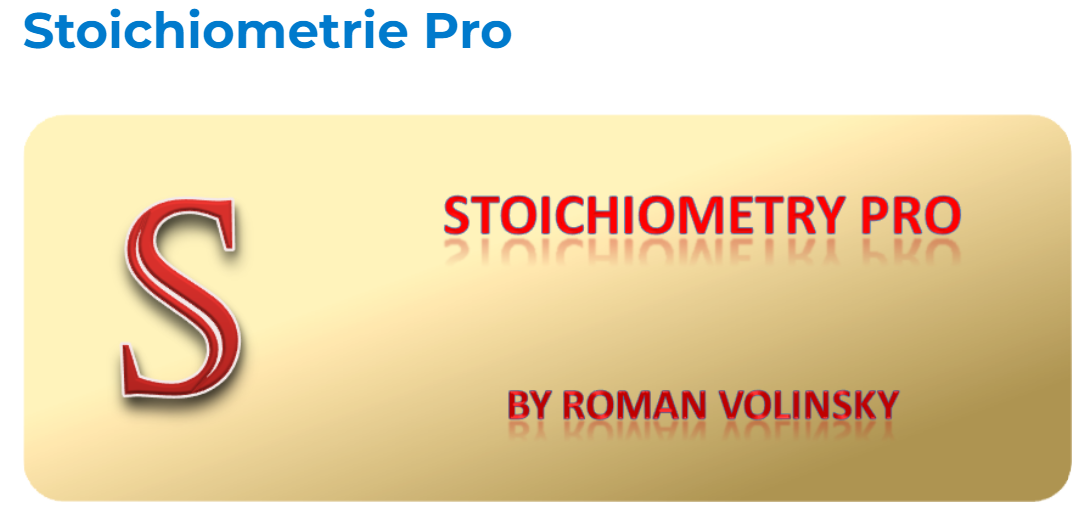 Stoichiometrie Pro
S
STOICHIOMETRY PRO
BY ROMAN VOLINSKY